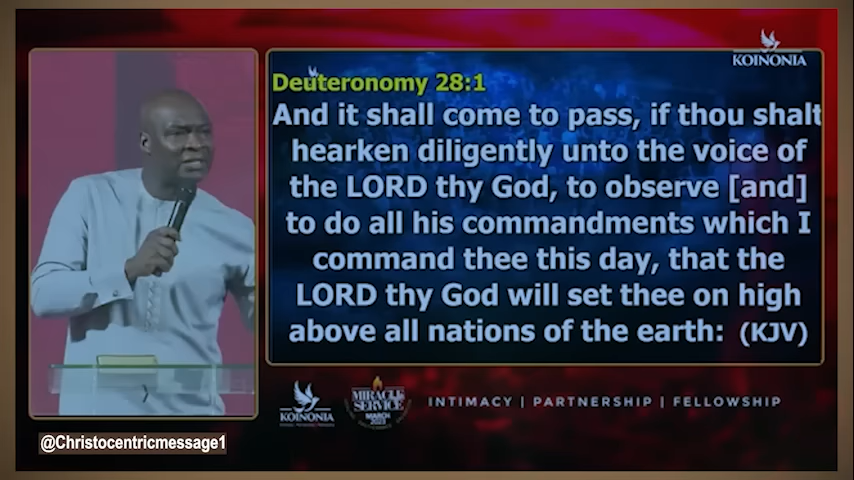 KOINONIA
Deuteronomy 28:1
And it shall come to pass, if thou shalt
hearken diligently unto the voice of
the LORD thy God, to observe [and]
to do all his commandments which I
command thee this day, that the
LORD thy God will set thee on high
above all nations of the earth: (KJV)
KOINONIA
MIRACLE
SERVICE
MARCH
2023
INTIMACY | PARTNERSHIP | FELLOWSHIP
@Christocentricmessage1